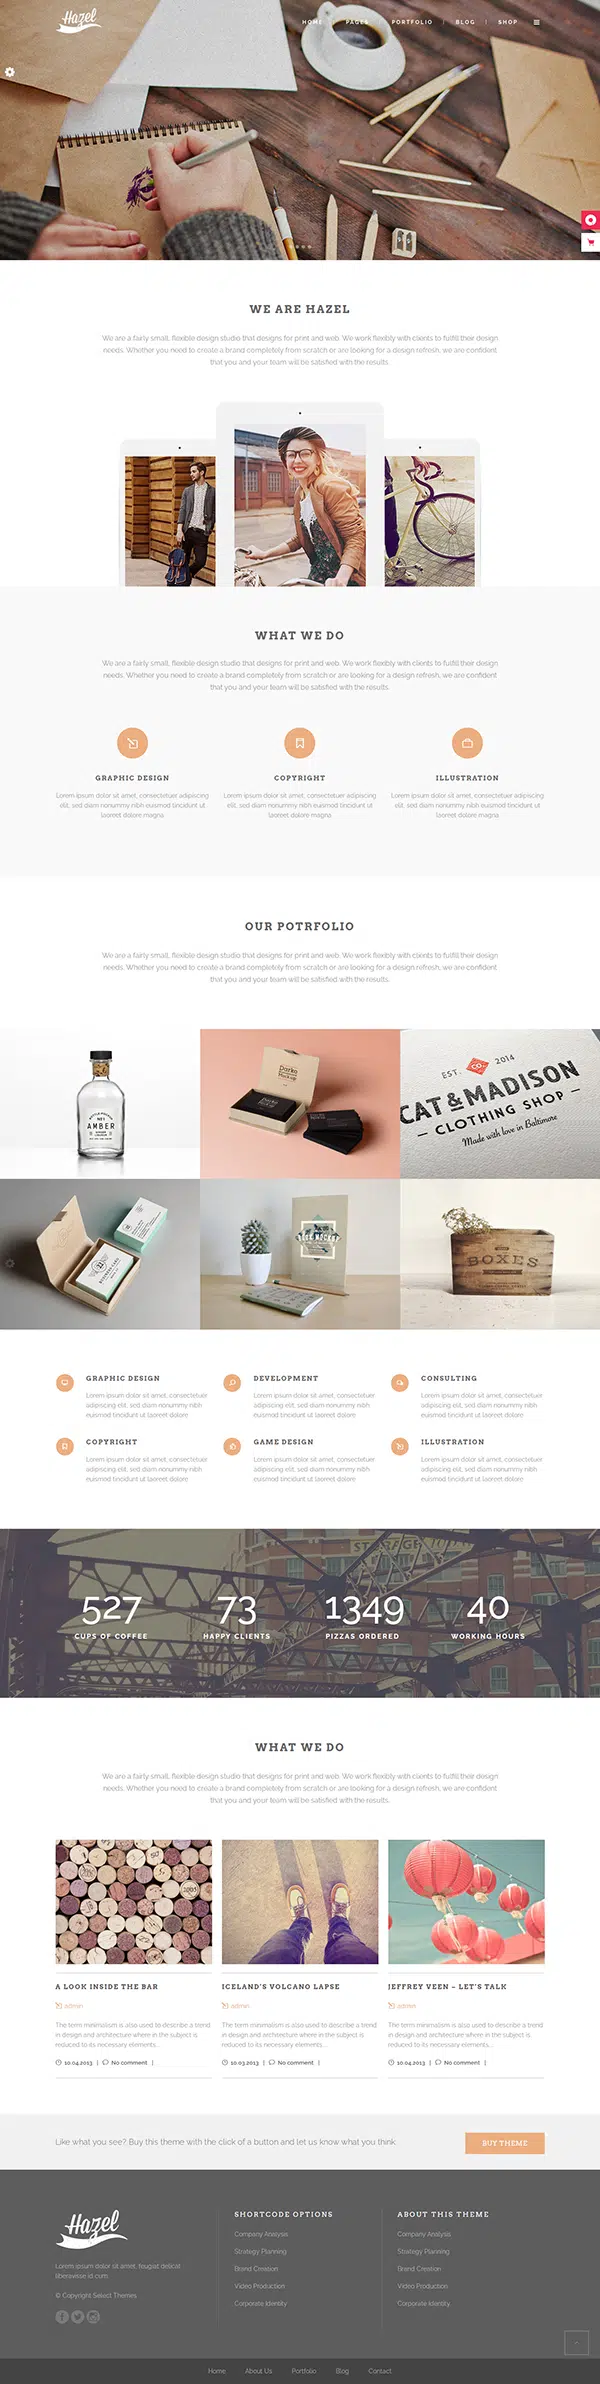 Hazel
HOME | PAGES | PORTFOLIO | BLOG | SHOP
WE ARE HAZEL
We are a fairly small, flexible design studio that designs for print and web. We work flexibly with clients to fulfill their design
needs. Whether you need to create a brand completely from scratch or are looking for a design refresh, we are confident
that you and your team will be satisfied with the results.
WHAT WE DO
We are a fairly small, flexible design studio that designs for print and web. We work flexibly with clients to fulfill their design
needs. Whether you need to create a brand completely from scratch or are looking for a design refresh, we are confident
that you and your team will be satisfied with the results.
GRAPHIC DESIGN
Lorem ipsum dolor sit amet, consectetuer adipiscing
elit, sed diam nonummy nibh euismod tincidunt ut
laoreet dolore magna.
COPYRIGHT
Lorem ipsum dolor sit amet, consectetuer adipiscing
elit, sed diam nonummy nibh euismod tincidunt ut
laoreet dolore magna.
ILLUSTRATION
Lorem ipsum dolor sit amet, consectetuer adipiscing
elit, sed diam nonummy nibh euismod tincidunt ut
laoreet dolore magna.
OUR POTRFOLIO
We are a fairly small, flexible design studio that designs for print and web. We work flexibly with clients to fulfill their design
needs. Whether you need to create a brand completely from scratch or are looking for a design refresh, we are confident
that you and your team will be satisfied with the results.
AMBER
Darko
Mockup
EST. CO. 2014
CAT & MADISON
CLOTHING SHOP
Made with love in Baltimore
BOXES
GRAPHIC DESIGN
Lorem ipsum dolor sit amet, consectetuer
adipiscing elit, sed diam nonummy nibh
euismod tincidunt ut laoreet dolore
DEVELOPMENT
Lorem ipsum dolor sit amet, consectetuer
adipiscing elit, sed diam nonummy nibh
euismod tincidunt ut laoreet dolore
CONSULTING
Lorem ipsum dolor sit amet, consectetuer
adipiscing elit, sed diam nonummy nibh
euismod tincidunt ut laoreet dolore
COPYRIGHT
Lorem ipsum dolor sit amet, consectetuer
adipiscing elit, sed diam nonummy nibh
euismod tincidunt ut laoreet dolore
GAME DESIGN
Lorem ipsum dolor sit amet, consectetuer
adipiscing elit, sed diam nonummy nibh
euismod tincidunt ut laoreet dolore
ILLUSTRATION
Lorem ipsum dolor sit amet, consectetuer
adipiscing elit, sed diam nonummy nibh
euismod tincidunt ut laoreet dolore
527
CUPS OF COFFEE
73
HAPPY CLIENTS
1349
PIZZAS ORDERED
40
WORKING HOURS
WHAT WE DO
We are a fairly small, flexible design studio that designs for print and web. We work flexibly with clients to fulfill their design
needs. Whether you need to create a brand completely from scratch or are looking for a design refresh, we are confident
that you and your team will be satisfied with the results.
A LOOK INSIDE THE BAR
admin
The term minimalism is also used to describe a trend
in design and architecture where in the subject is
reduced to its necessary elements....
10.04.2013 | No comment |
ICELAND'S VOLCANO LAPSE
admin
The term minimalism is also used to describe a trend
in design and architecture where in the subject is
reduced to its necessary elements....
10.03.2013 | No comment |
JEFFREY VEEN – LET'S TALK
admin
The term minimalism is also used to describe a trend
in design and architecture where in the subject is
reduced to its necessary elements....
10.04.2013 | No comment |
Like what you see? Buy this theme with the click of a button and let us know what you think
BUY THEME
Hazel
Lorem ipsum dolor sit amet, feugiat delicat
liberavisse id cum.
© Copyright Select Themes
SHORTCODE OPTIONS
Company Analysis
Strategy Planning
Brand Creation
Video Production
Corporate Identity
ABOUT THIS THEME
Company Analysis
Strategy Planning
Brand Creation
Video Production
Corporate Identity
Home About Us Portfolio Blog Contact